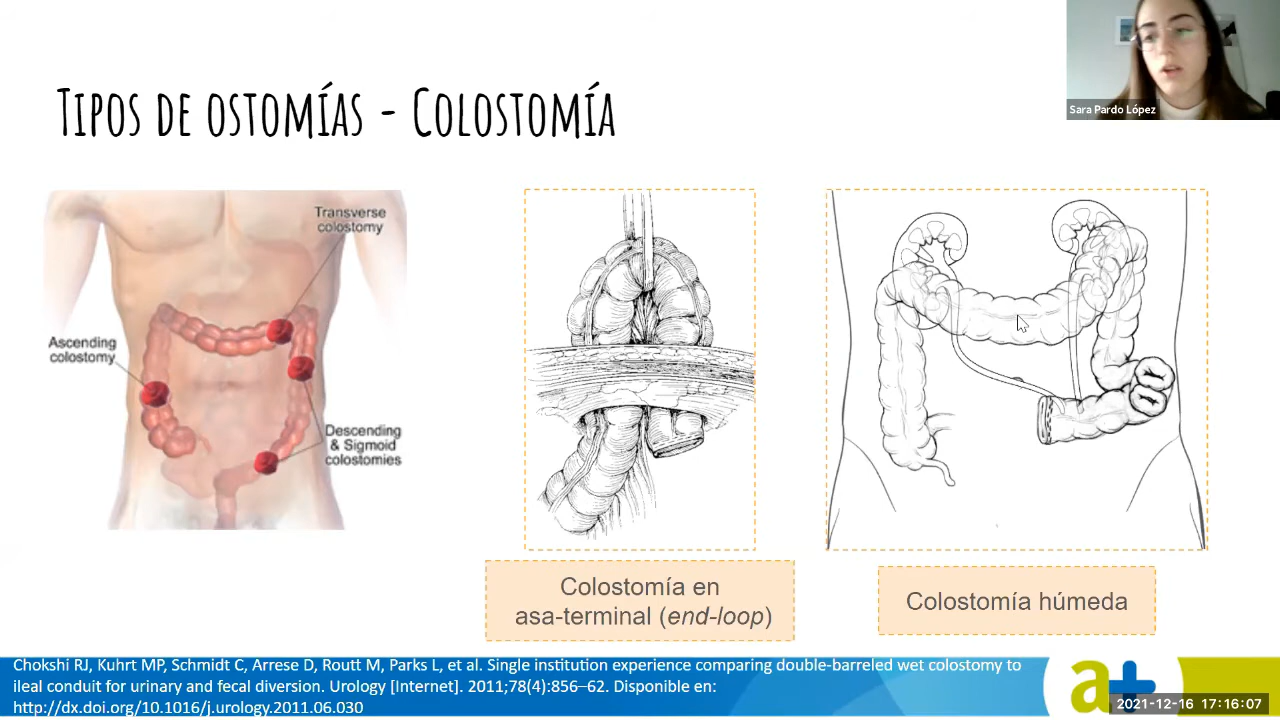 Sara Pardo López
Tipos de ostomías - Colostomía
Transverse
colostomy
Ascending
colostomy
Descending
& Sigmoid
colostomies
Colostomía en
asa-terminal (end-loop)
Colostomía húmeda
Chokshi RJ, Kuhrt MP, Schmidt C, Arrese D, Routt M, Parks L, et al. Single institution experience comparing double-barreled wet colostomy to
ileal conduit for urinary and fecal diversion. Urology [Internet]. 2011;78(4):856–62. Disponible en:
http://dx.doi.org/10.1016/j.urology.2011.06.030
a+
2021-12-16 17:16:07